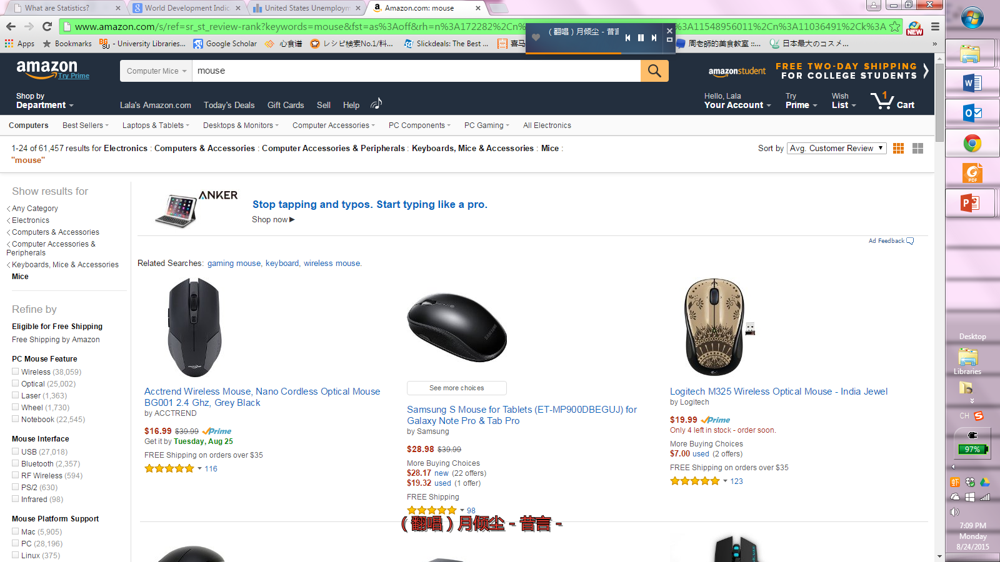 What are Statistics?
World Development Indic
United States Unemploym
Amazon.com: mouse
www.amazon.com/s/ref=sr_st_review-rank?keywords=mouse&fst=as%3Aoff&rh=n%3A172282%2Cn%
3A11548956011%2Cn%3A11036491%2Ck%3A
(翻唱)月倾尘 - 昔言
NEW
Apps
Bookmarks
BG SU
- University Libraries...
Google Scholar
心食谱
レシピ検索No.1/料...
Slickdeals: The Best ...
喜马
周老師的美食教室 ::...
日本最大のコスメ...
»
amazon
Try Prime
Computer Mice
mouse
amazonstudent
FREE TWO-DAY SHIPPING
FOR COLLEGE STUDENTS
Shop by
Department
Lala's Amazon.com
Today's Deals
Gift Cards
Sell
Help
Hello, Lala
Your Account
Try
Prime
Wish
List
1
Cart
Computers
Best Sellers
Laptops & Tablets
Desktops & Monitors
Computer Accessories
PC Components
PC Gaming
All Electronics
1-24 of 61,457 results for Electronics : Computers & Accessories : Computer Accessories & Peripherals : Keyboards, Mice & Accessories : Mice :
"mouse"
Sort by
Avg. Customer Review
Show results for
Any Category
Electronics
Computers & Accessories
Computer Accessories &
Peripherals
Keyboards, Mice & Accessories
Mice
Refine by
Eligible for Free Shipping
Free Shipping by Amazon
PC Mouse Feature
Wireless (38,059)
Optical (25,002)
Laser (1,363)
Wheel (1,730)
Notebook (22,545)
Mouse Interface
USB (27,018)
Bluetooth (2,357)
RF Wireless (594)
PS/2 (630)
Infrared (98)
Mouse Platform Support
Mac (5,905)
PC (28,196)
Linux (375)
ANKER
Stop tapping and typos. Start typing like a pro.
Shop now
Ad Feedback
Related Searches: gaming mouse, keyboard, wireless mouse.
Acctrend Wireless Mouse, Nano Cordless Optical Mouse
BG001 2.4 Ghz, Grey Black
by ACCTREND
$16.99 $39.99 Prime
Get it by Tuesday, Aug 25
FREE Shipping on orders over $35
116
SAMSUNG
See more choices
Samsung S Mouse for Tablets (ET-MP900DBEGUJ) for
Galaxy Note Pro & Tab Pro
by Samsung
$28.98 $39.99
More Buying Choices
$28.17 new (22 offers)
$19.32 used (1 offer)
FREE Shipping
98
Logitech M325 Wireless Optical Mouse - India Jewel
by Logitech
$19.99 Prime
Only 4 left in stock - order soon.
More Buying Choices
$7.00 used (2 offers)
FREE Shipping on orders over $35
123
(翻唱)月倾尘 - 昔言 -
PDF
Desktop
Libraries
CH
97%
7:09 PM
Monday
8/24/2015